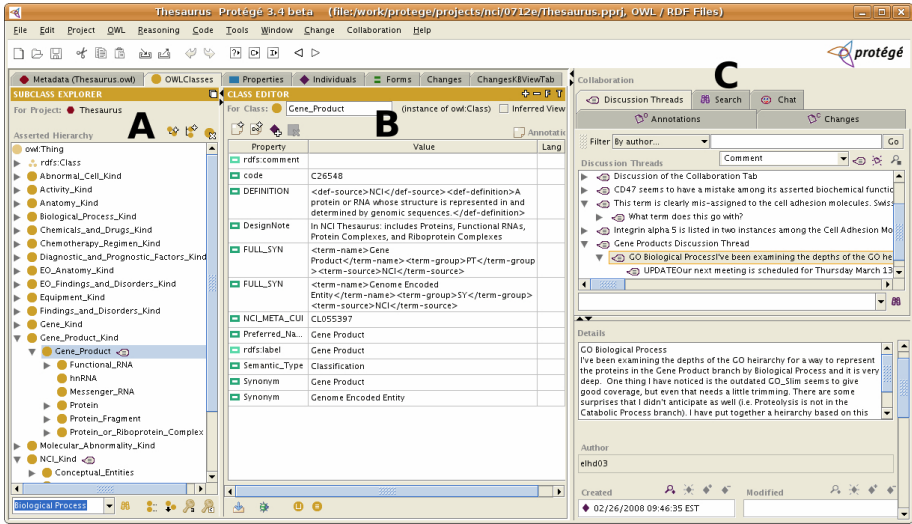 Thesaurus Protégé 3.4 beta (file:/work/protege/projects/nci/0712e/Thesaurus.pprj, OWL / RDF Files)
File Edit Project OWL Reasoning Code Tools Window Change Collaboration Help
protégé
Metadata (Thesaurus.owl) OWLClasses Properties Individuals Forms Changes ChangesKBViewTab
SUBCLASS EXPLORER
For Project: Thesaurus
A
Asserted Hierarchy
owl:Thing
rdfs:Class
Abnormal_Cell_Kind
Activity_Kind
Anatomy_Kind
Biological_Process_Kind
Chemicals_and_Drugs_Kind
Chemotherapy_Regimen_Kind
Diagnostic_and_Prognostic_Factors_Kind
EO_Anatomy_Kind
EO_Findings_and_Disorders_Kind
Equipment_Kind
Findings_and_Disorders_Kind
Gene_Kind
Gene_Product_Kind
Gene_Product
Functional_RNA
hnRNA
Messenger_RNA
Protein
Protein_Fragment
Protein_or_Riboprotein_Complex
Molecular_Abnormality_Kind
NCI_Kind
Conceptual_Entities
Biological Process
CLASS EDITOR
For Class: Gene_Product (instance of owl:Class) Inferred View
B
Annotatio
Property Value Lang
rdfs:comment
code C26548
DEFINITION <def-source>NCI</def-source><def-definition>A
protein or RNA whose structure is represented in and
determined by genomic sequences.</def-definition>
DesignNote In NCI Thesaurus: includes Proteins, Functional RNAs,
Protein Complexes, and Riboprotein Complexes
FULL_SYN <term-name>Gene
Product</term-name><term-group>PT</term-group
><term-source>NCI</term-source>
FULL_SYN <term-name>Genome Encoded
Entity</term-name><term-group>SY</term-group>
<term-source>NCI</term-source>
NCI_META_CUI CL055397
Preferred_Na... Gene Product
rdfs:label Gene Product
Semantic_Type Classification
Synonym Gene Product
Synonym Genome Encoded Entity
Collaboration
C
Discussion Threads Search Chat
Annotations Changes
Filter By author... Go
Discussion Threads Comment
Discussion of the Collaboration Tab
CD47 seems to have a mistake among its asserted biochemical functio
This term is clearly mis-assigned to the cell adhesion molecules. Swiss
What term does this go with?
Integrin alpha 5 is listed in two instances among the Cell Adhesion Mo
Gene Products Discussion Thread
GO Biological ProcessI've been examining the depths of the GO he
UPDATEOur next meeting is scheduled for Thursday March 13
Details
GO Biological Process
I've been examining the depths of the GO heirarchy for a way to represent
the proteins in the Gene Product branch by Biological Process and it is very
deep. One thing I have noticed is the outdated GO_Slim seems to give
good coverage, but even that needs a little trimming. There are some
surprises that I didn't anticipate as well (i.e. Proteolysis is not in the
Catabolic Process branch). I have put together a heirarchy based on this
Author
elhd03
Created Modified
02/26/2008 09:46:35 EST